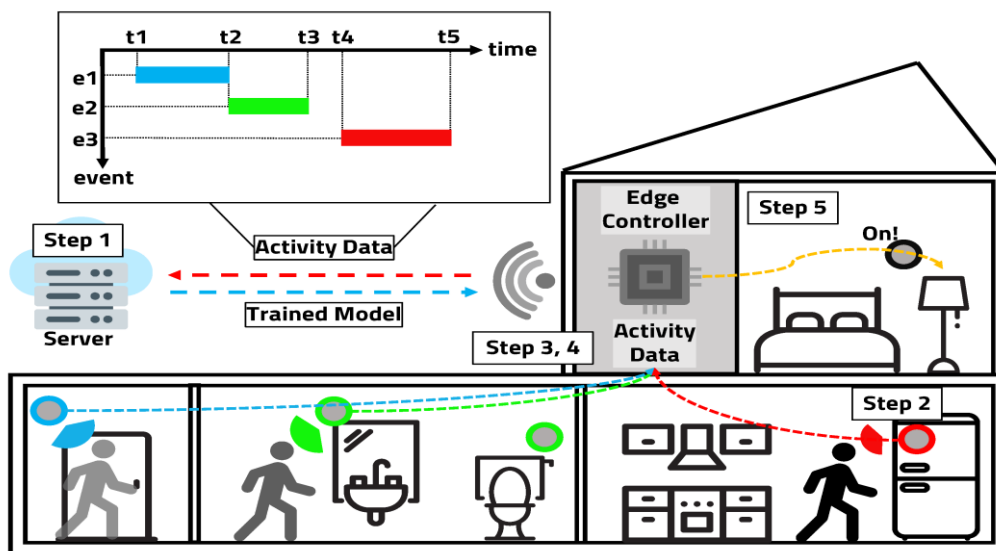 t1 t2 t3 t4 t5
time
e1
e2
e3
event
Step 1
Server
Activity Data
Trained Model
Edge
Controller
Activity
Data
Step 5
On!
Step 3, 4
Step 2